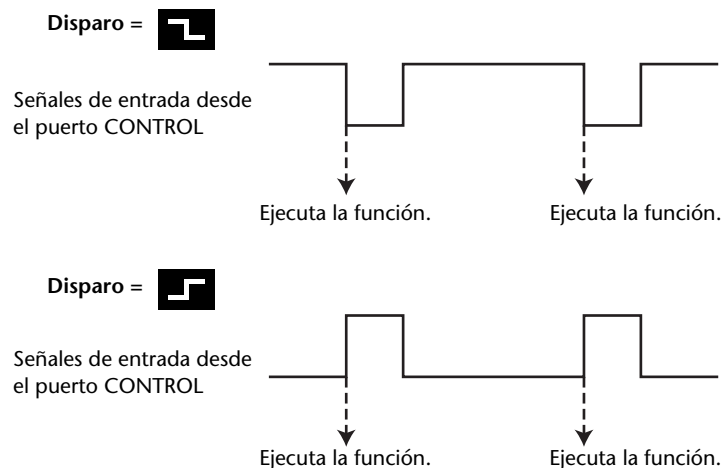 Disparo =
Señales de entrada desde
el puerto CONTROL
Ejecuta la función.
Ejecuta la función.
Disparo =
Señales de entrada desde
el puerto CONTROL
Ejecuta la función.
Ejecuta la función.